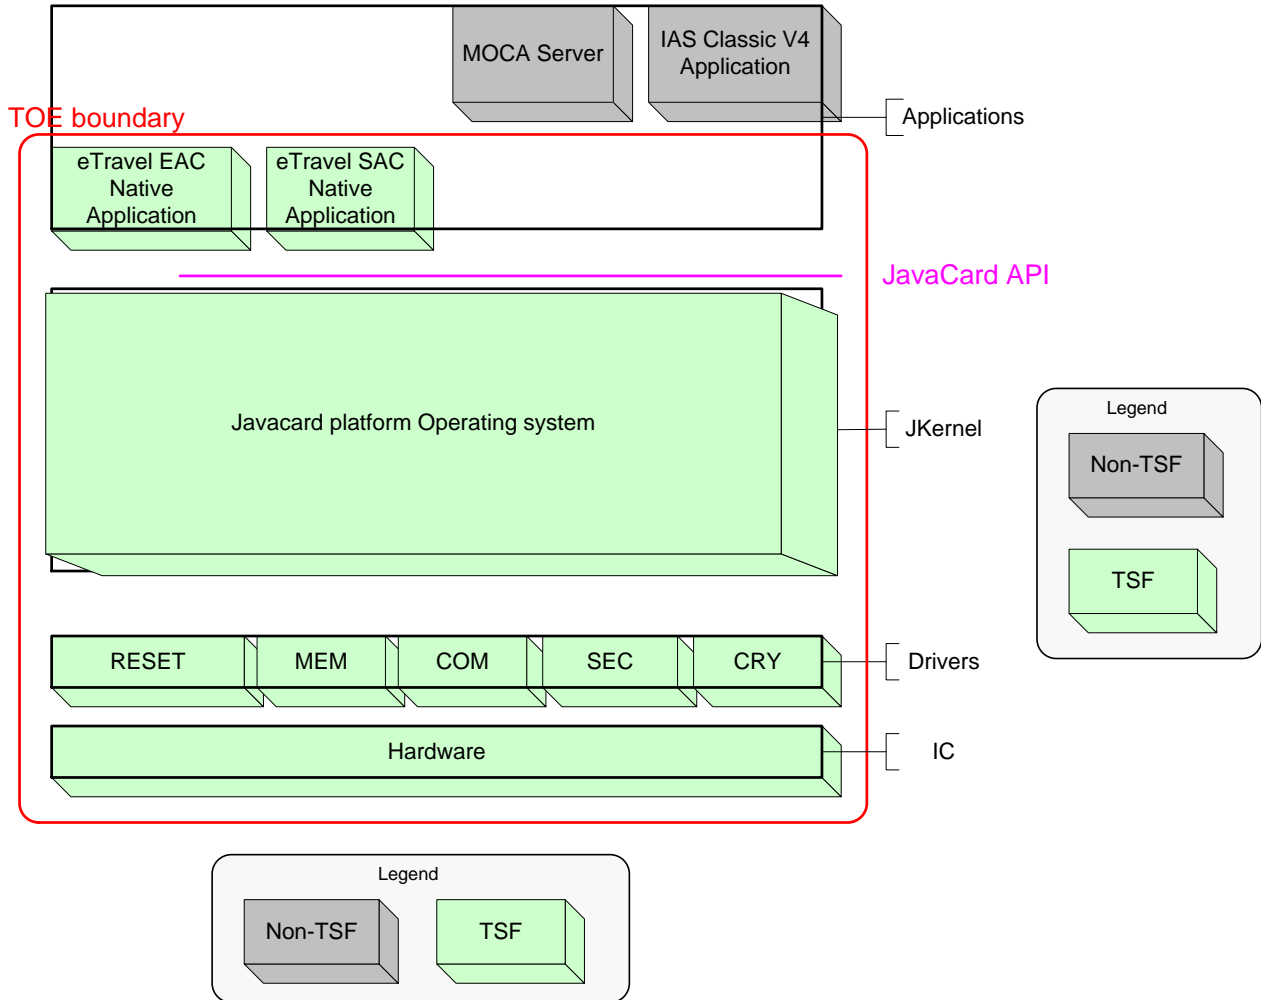 MOCA Server
IAS Classic V4
Application
Applications
TOE boundary
eTravel EAC
Native
Application
eTravel SAC
Native
Application
JavaCard API
Javacard platform Operating system
JKernel
Legend
Non-TSF
TSF
RESET
MEM
COM
SEC
CRY
Drivers
Hardware
IC
Legend
Non-TSF
TSF